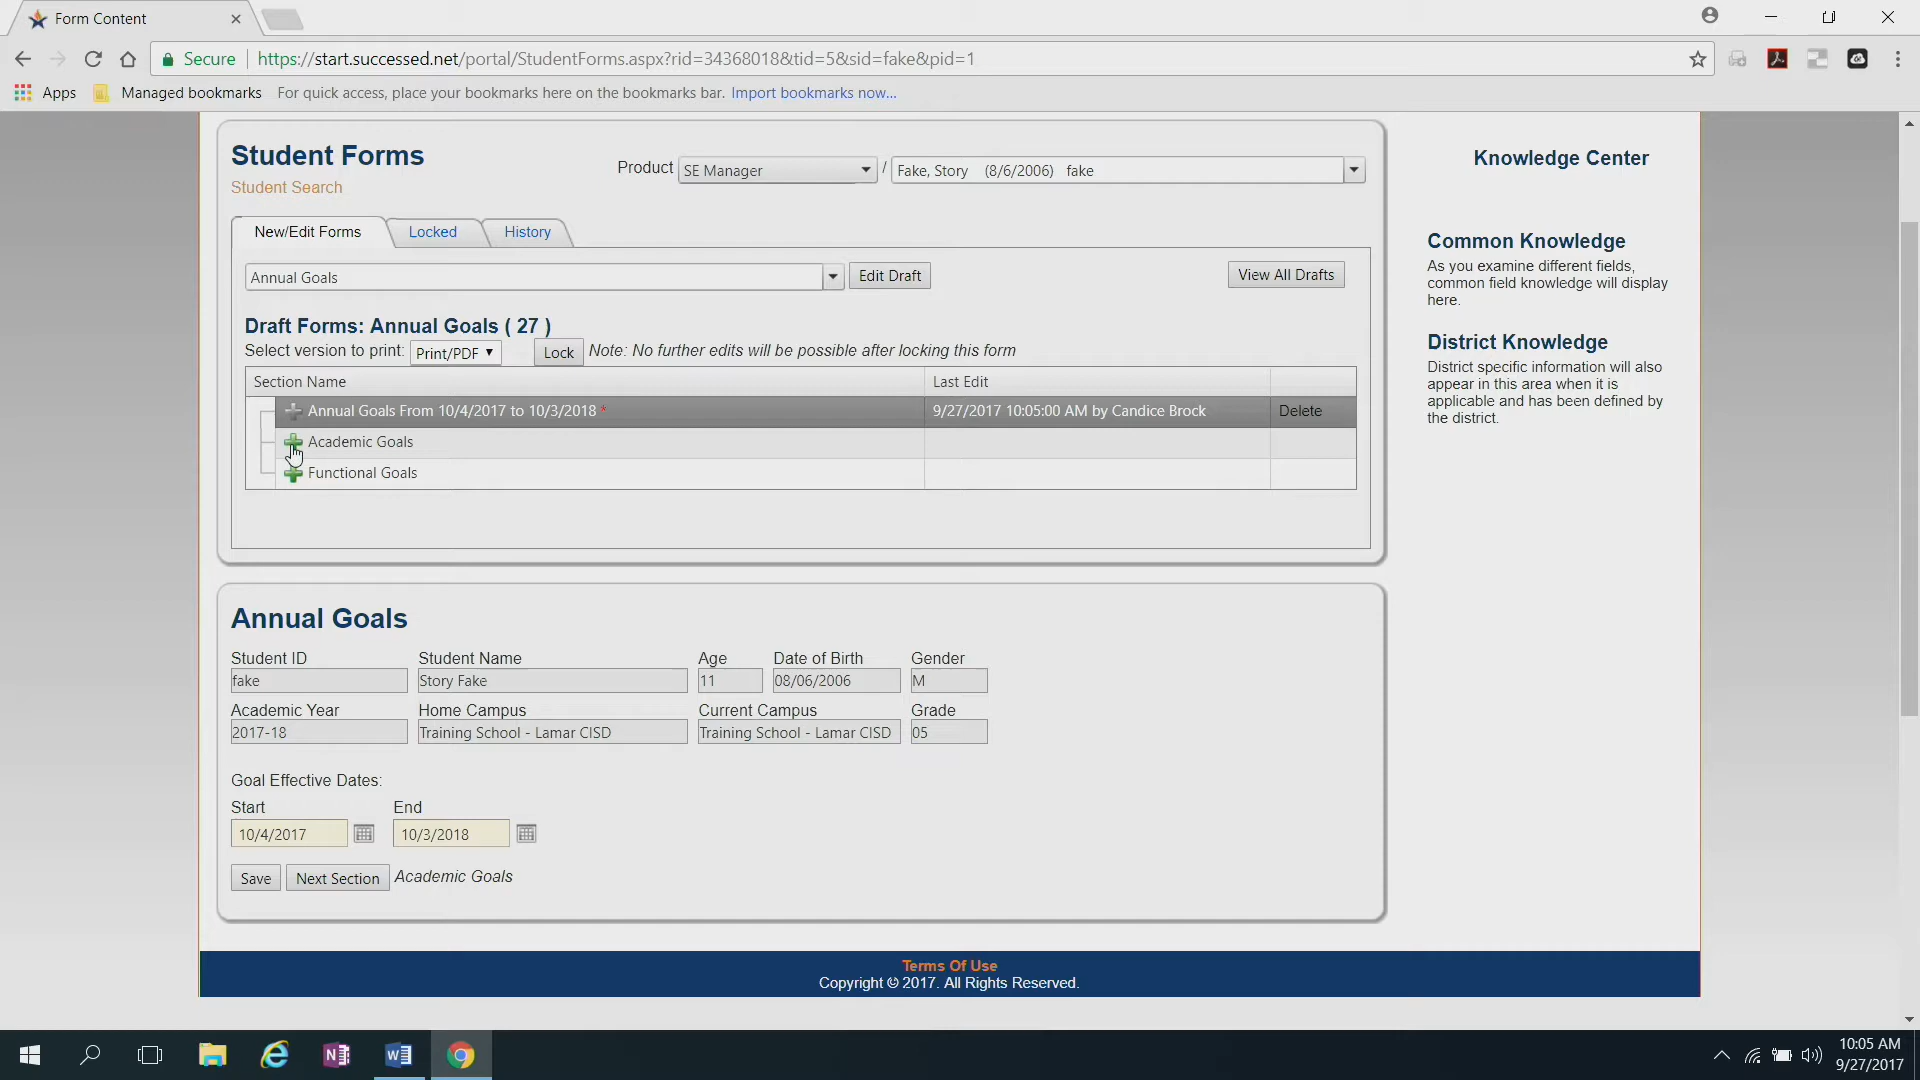 Form Content
Secure https://start.successed.net/portal/StudentForms.aspx?rid=34368018&tid=5&sid=fake&pid=1
Apps Managed bookmarks For quick access, place your bookmarks here on the bookmarks bar. Import bookmarks now...
Student Forms
Student Search
Product SE Manager / Fake, Story (8/6/2006) fake
Knowledge Center
New/Edit Forms Locked History
Annual Goals Edit Draft View All Drafts
Common Knowledge
As you examine different fields,
common field knowledge will display
here.
Draft Forms: Annual Goals ( 27 )
Select version to print: Print/PDF Lock Note: No further edits will be possible after locking this form
Section Name Last Edit
Annual Goals From 10/4/2017 to 10/3/2018 * 9/27/2017 10:05:00 AM by Candice Brock Delete
Academic Goals
Functional Goals
District Knowledge
District specific information will also
appear in this area when it is
applicable and has been defined by
the district.
Annual Goals
Student ID Student Name Age Date of Birth Gender
fake Story Fake 11 08/06/2006 M
Academic Year Home Campus Current Campus Grade
2017-18 Training School - Lamar CISD Training School - Lamar CISD 05
Goal Effective Dates:
Start End
10/4/2017 10/3/2018
Save Next Section Academic Goals
Terms Of Use
Copyright © 2017. All Rights Reserved.
10:05 AM
9/27/2017